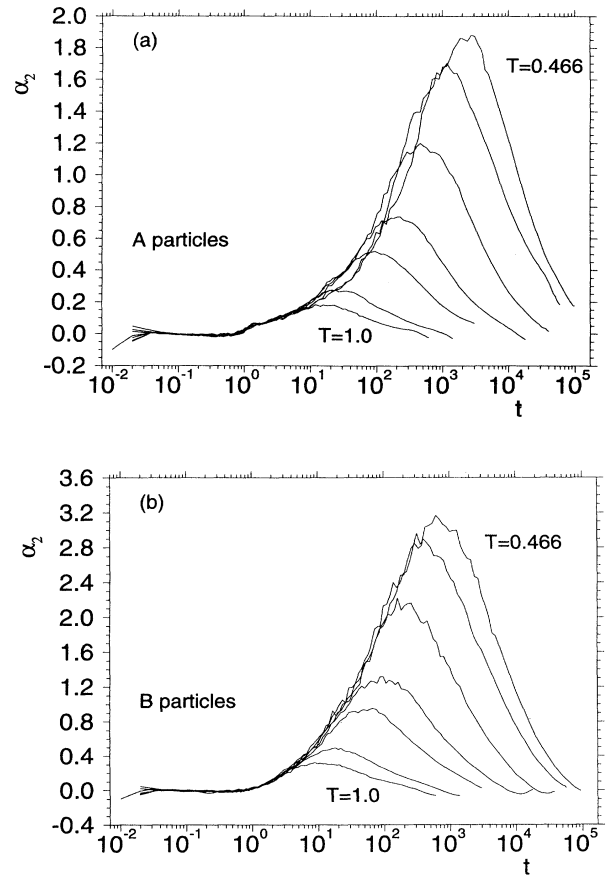 (a)
α₂
2.0
1.8
1.6
1.4
1.2
1.0
0.8
0.6
0.4
0.2
0.0
-0.2
T=0.466
A particles
T=1.0
10⁻² 10⁻¹ 10⁰ 10¹ 10² 10³ 10⁴ 10⁵
t
(b)
α₂
3.6
3.2
2.8
2.4
2.0
1.6
1.2
0.8
0.4
0.0
-0.4
T=0.466
B particles
T=1.0
10⁻² 10⁻¹ 10⁰ 10¹ 10² 10³ 10⁴ 10⁵
t